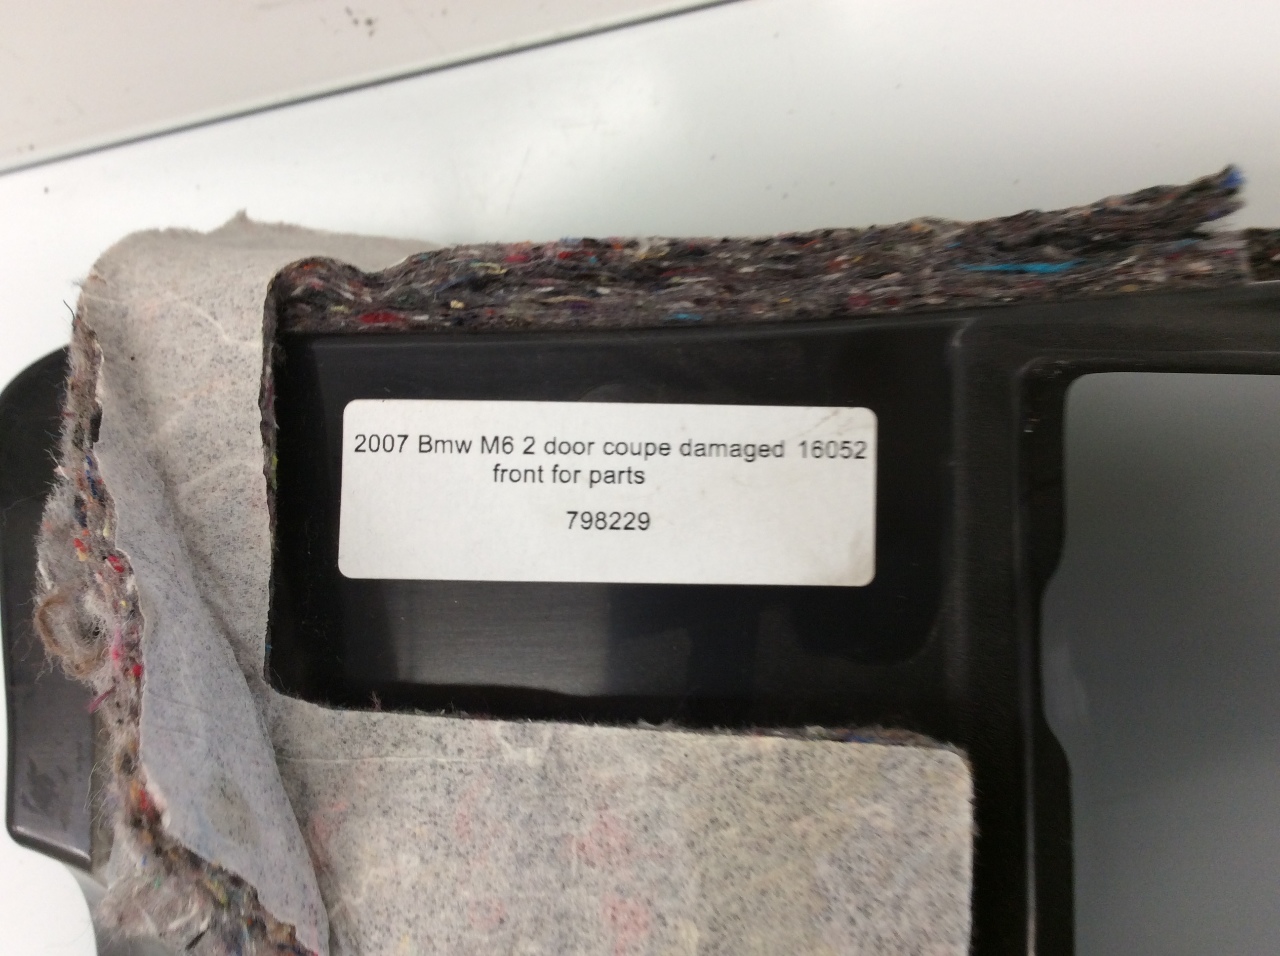 2007 Bmw M6 2 door coupe damaged 16052
front for parts
798229